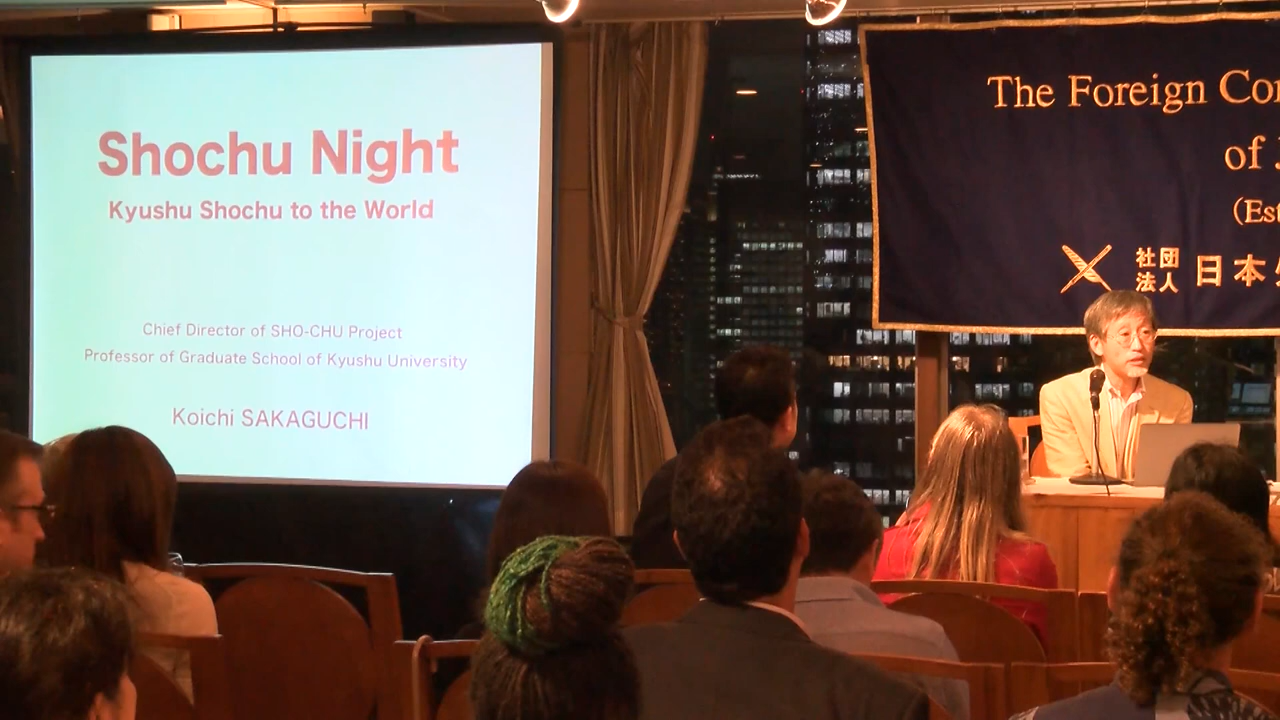 Shochu Night
Kyushu Shochu to the World
Chief Director of SHO-CHU Project
Professor of Graduate School of Kyushu University
Koichi SAKAGUCHI
The Foreign
of
社団
法人
日本